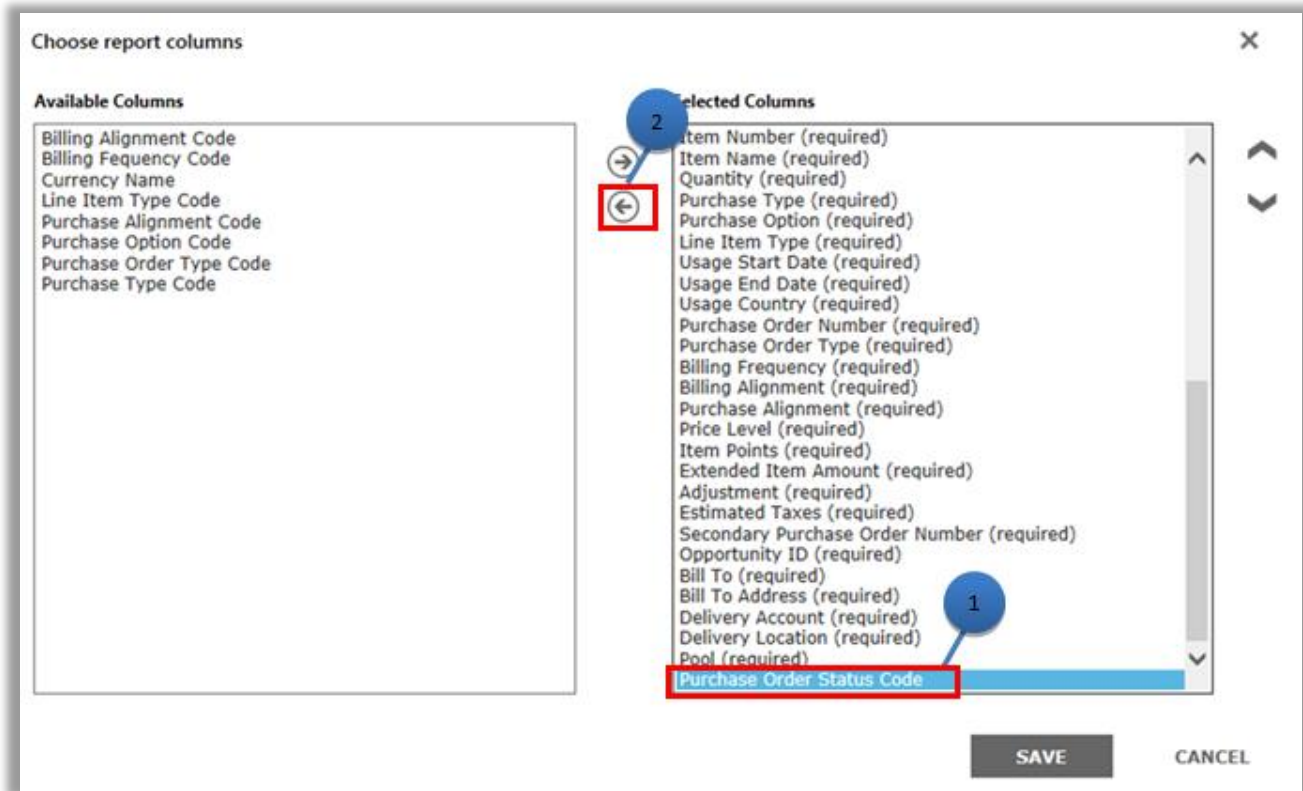 Choose report columns
Available Columns
Billing Alignment Code
Billing Fequency Code
Currency Name
Line Item Type Code
Purchase Alignment Code
Purchase Option Code
Purchase Order Type Code
Purchase Type Code
2
elected Columns
Item Number (required)
Item Name (required)
Quantity (required)
Purchase Type (required)
Purchase Option (required)
Line Item Type (required)
Usage Start Date (required)
Usage End Date (required)
Usage Country (required)
Purchase Order Number (required)
Purchase Order Type (required)
Billing Frequency (required)
Billing Alignment (required)
Purchase Alignment (required)
Price Level (required)
Item Points (required)
Extended Item Amount (required)
Adjustment (required)
Estimated Taxes (required)
Secondary Purchase Order Number (required)
Opportunity ID (required)
Bill To (required)
Bill To Address (required)
Delivery Account (required)
Delivery Location (required)
Pool (required)
Purchase Order Status Code
1
SAVE
CANCEL